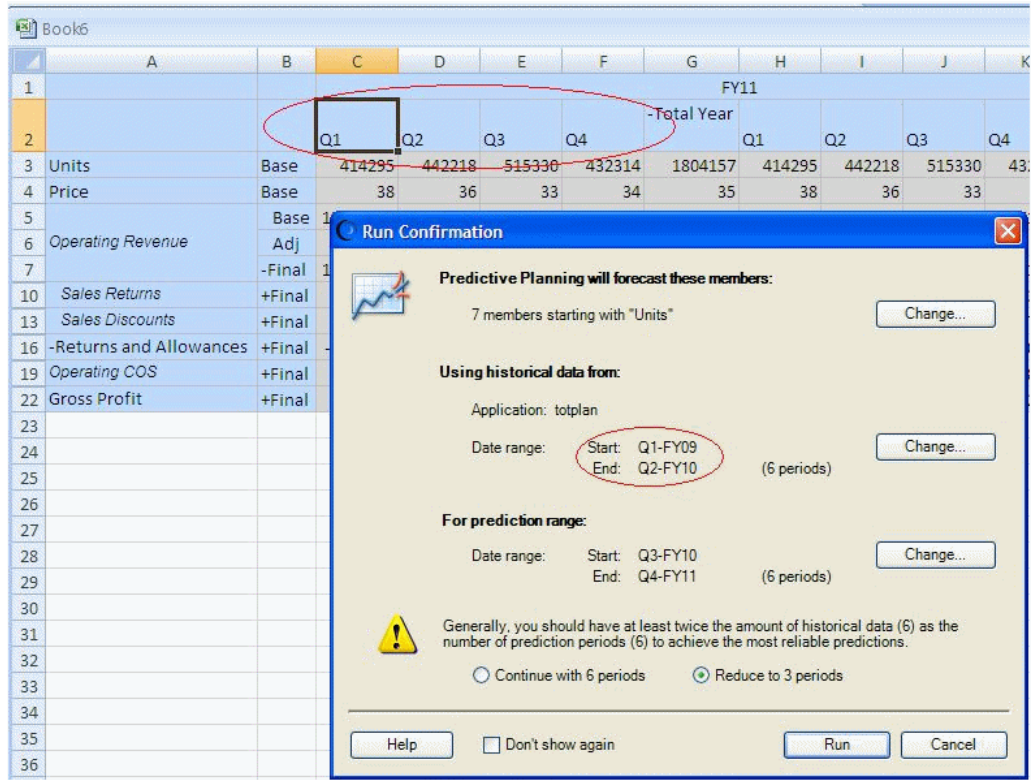 Book6
A B C D E F G H I J K
1 FY11
-Total Year
2 Q1 Q2 Q3 Q4 Q1 Q2 Q3 Q4
3 Units Base 414295 442218 515330 432314 1804157 414295 442218 515330 43
4 Price Base 38 36 33 34 35 38 36 33
5 Base 1
6 Operating Revenue Adj
7 -Final 1
10 Sales Returns +Final
13 Sales Discounts +Final
16 -Returns and Allowances +Final -
19 Operating COS +Final
22 Gross Profit +Final
23
24
25
26
27
28
29
30
31
32
33
34
35
36
Run Confirmation
Predictive Planning will forecast these members:
7 members starting with "Units"
Change...
Using historical data from:
Application: totplan
Date range: Start: Q1-FY09
Change...
End: Q2-FY10 (6 periods)
For prediction range:
Date range: Start: Q3-FY10
Change...
End: Q4-FY11 (6 periods)
Generally, you should have at least twice the amount of historical data (6) as the
number of prediction periods (6) to achieve the most reliable predictions.
Continue with 6 periods Reduce to 3 periods
Help Don't show again Run Cancel